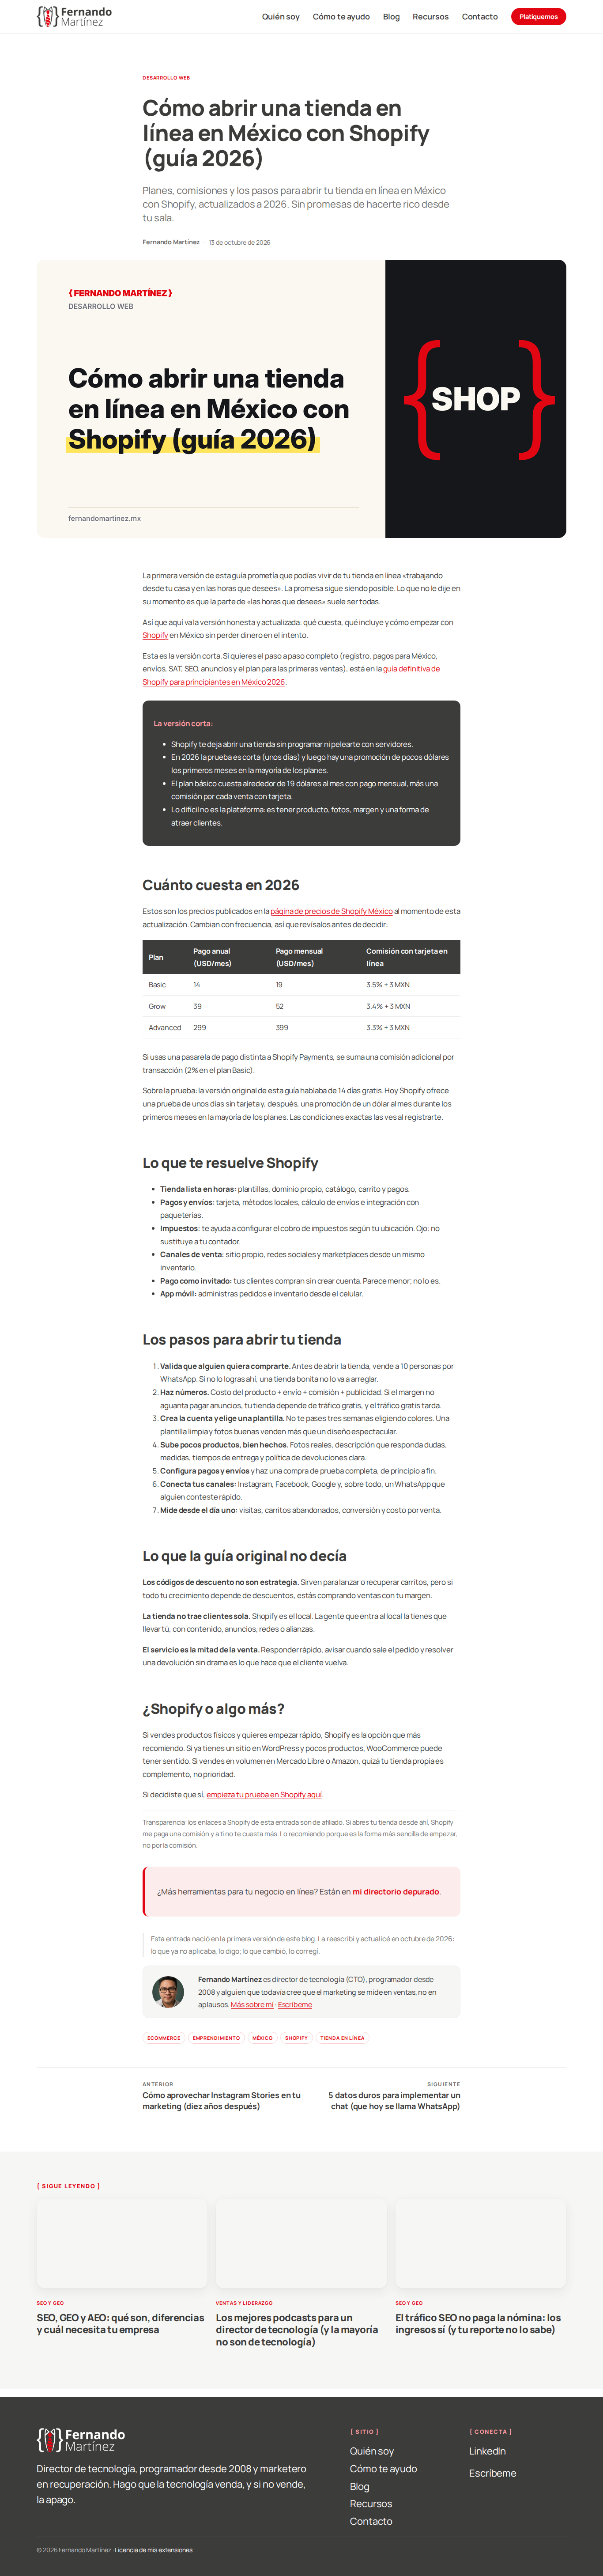 { Fernando
Martínez
Quién soy
Cómo te ayudo
Blog
Recursos
Contacto
Platiquemos
DESARROLLO WEB
Cómo abrir una tienda en
línea en México con Shopify
(guía 2026)
Planes, comisiones y los pasos para abrir tu tienda en línea en México
con Shopify, actualizados a 2026. Sin promesas de hacerte rico desde
tu sala.
Fernando Martínez 13 de octubre de 2026
{ FERNANDO MARTÍNEZ }
DESARROLLO WEB
Cómo abrir una tienda
en línea en México con
Shopify (guía 2026)
fernandomartinez.mx
{SHOP}
La primera versión de esta guía prometía que podías vivir de tu tienda en línea «trabajando
desde tu casa y en las horas que desees». La promesa sigue siendo posible. Lo que no le dije en
su momento es que la parte de «las horas que desees» suele ser todas.
Así que aquí va la versión honesta y actualizada: qué cuesta, qué incluye y cómo empezar con
Shopify en México sin perder dinero en el intento.
Esta es la versión corta. Si quieres el paso a paso completo (registro, pagos para México,
envíos, SAT, SEO, anuncios y el plan para las primeras ventas), está en la guía definitiva de
Shopify para principiantes en México 2026.
La versión corta:
• Shopify te deja abrir una tienda sin programar ni pelearte con servidores.
• En 2026 la prueba es corta (unos días) y luego hay una promoción de pocos dólares
los primeros meses en la mayoría de los planes.
• El plan básico cuesta alrededor de 19 dólares al mes con pago mensual, más una
comisión por cada venta con tarjeta.
• Lo difícil no es la plataforma: es tener producto, fotos, margen y una forma de
atraer clientes.
Cuánto cuesta en 2026
Estos son los precios publicados en la página de precios de Shopify México al momento de esta
actualización. Cambian con frecuencia, así que revísalos antes de decidir:
Plan Pago anual (USD/mes) Pago mensual (USD/mes) Comisión con tarjeta en línea
Basic 14 19 3.5% + 3 MXN
Grow 39 52 3.4% + 3 MXN
Advanced 299 399 3.3% + 3 MXN
Si usas una pasarela de pago distinta a Shopify Payments, se suma una comisión adicional por
transacción (2% en el plan Basic).
Sobre la prueba: la versión original de esta guía hablaba de 14 días gratis. Hoy Shopify ofrece
una prueba de unos días sin tarjeta y, después, una promoción de un dólar al mes durante los
primeros meses en la mayoría de los planes. Las condiciones exactas las ves al registrarte.
Lo que te resuelve Shopify
• Tienda lista en horas: plantillas, dominio propio, catálogo, carrito y pagos.
• Pagos y envíos: tarjeta, métodos locales, cálculo de envíos e integración con
paqueterías.
• Impuestos: te ayuda a configurar el cobro de impuestos según tu ubicación. Ojo: no
sustituye a tu contador.
• Canales de venta: sitio propio, redes sociales y marketplaces desde un mismo
inventario.
• Pago como invitado: tus clientes compran sin crear cuenta. Parece menor; no lo es.
• App móvil: administras pedidos e inventario desde el celular.
Los pasos para abrir tu tienda
1. Valida que alguien quiera comprarte. Antes de abrir la tienda, vende a 10 personas por
WhatsApp. Si no lo logras ahí, una tienda bonita no lo va a arreglar.
2. Haz números. Costo del producto + envío + comisión + publicidad. Si el margen no
aguanta pagar anuncios, tu tienda depende de tráfico gratis, y el tráfico gratis tarda.
3. Crea la cuenta y elige una plantilla. No te pases tres semanas eligiendo colores. Una
plantilla limpia y fotos buenas venden más que un diseño espectacular.
4. Sube pocos productos, bien hechos. Fotos reales, descripción que responda dudas,
medidas, tiempos de entrega y política de devoluciones clara.
5. Configura pagos y envíos y haz una compra de prueba completa, de principio a fin.
6. Conecta tus canales: Instagram, Facebook, Google y, sobre todo, un WhatsApp que
alguien conteste rápido.
7. Mide desde el día uno: visitas, carritos abandonados, conversión y costo por venta.
Lo que la guía original no decía
Los códigos de descuento no son estrategia. Sirven para lanzar o recuperar carritos, pero si
todo tu crecimiento depende de descuentos, estás comprando ventas con tu margen.
La tienda no trae clientes sola. Shopify es el local. La gente que entra al local la tienes que
llevar tú, con contenido, anuncios, redes o alianzas.
El servicio es la mitad de la venta. Responder rápido, avisar cuando sale el pedido y resolver
una devolución sin drama es lo que hace que el cliente vuelva.
¿Shopify o algo más?
Si vendes productos físicos y quieres empezar rápido, Shopify es la opción que más
recomiendo. Si ya tienes un sitio en WordPress y pocos productos, WooCommerce puede
tener sentido. Si vendes en volumen en Mercado Libre o Amazon, quizá tu tienda propia es
complemento, no prioridad.
Si decidiste que sí, empieza tu prueba en Shopify aquí.
Transparencia: los enlaces a Shopify de esta entrada son de afiliado. Si abres tu tienda desde ahí, Shopify
me paga una comisión y a ti no te cuesta más. Lo recomiendo porque es la forma más sencilla de empezar,
no por la comisión.
¿Más herramientas para tu negocio en línea? Están en mi directorio depurado.
Esta entrada nació en la primera versión de este blog. La reescribí y actualicé en octubre de 2026:
lo que ya no aplicaba, lo digo; lo que cambió, lo corregí.
Fernando Martínez es director de tecnología (CTO), programador desde
2008 y alguien que todavía cree que el marketing se mide en ventas, no en
aplausos. Más sobre mí · Escríbeme
ECOMMERCE
EMPRENDIMIENTO
MÉXICO
SHOPIFY
TIENDA EN LÍNEA
ANTERIOR
Cómo aprovechar Instagram Stories en tu
marketing (diez años después)
SIGUIENTE
5 datos duros para implementar un
chat (que hoy se llama WhatsApp)
{ SIGUE LEYENDO }
SEO Y GEO
SEO, GEO y AEO: qué son, diferencias
y cuál necesita tu empresa
VENTAS Y LIDERAZGO
Los mejores podcasts para un
director de tecnología (y la mayoría
no son de tecnología)
SEO Y GEO
El tráfico SEO no paga la nómina: los
ingresos sí (y tu reporte no lo sabe)
Fernando
Martínez
Director de tecnología, programador desde 2008 y marketero
en recuperación. Hago que la tecnología venda, y si no vende,
la apago.
{ SITIO }
Quién soy
Cómo te ayudo
Blog
Recursos
Contacto
{ CONECTA }
LinkedIn
Escríbeme
© 2026 Fernando Martínez · Licencia de mis extensiones